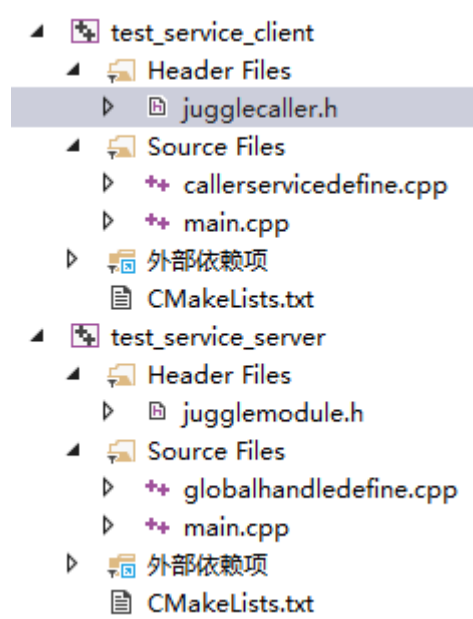 test_service_client
Header Files
jugglecaller.h
Source Files
callerservicedefine.cpp
main.cpp
外部依赖项
CMakeLists.txt
test_service_server
Header Files
jugglemodule.h
Source Files
globalhandledefine.cpp
main.cpp
外部依赖项
CMakeLists.txt